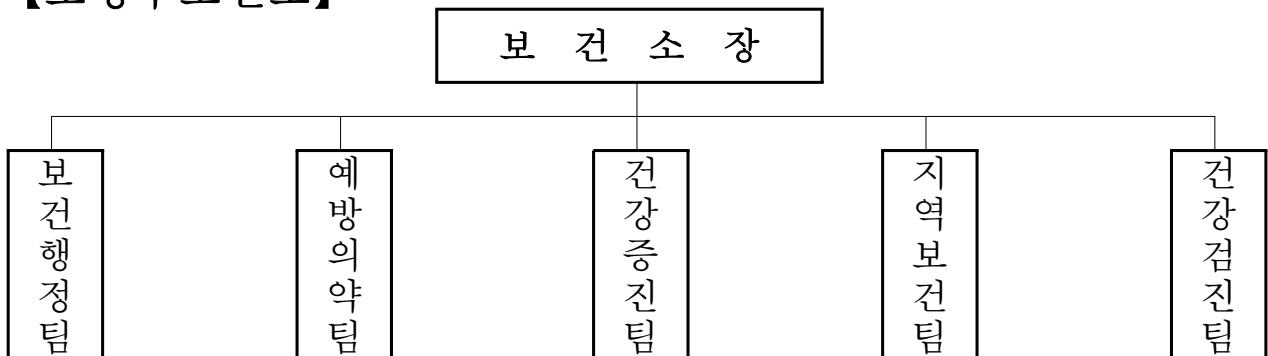 보 건 소 장
보건행정팀
예방의약팀
건강증진팀
지역보건팀
건강검진팀